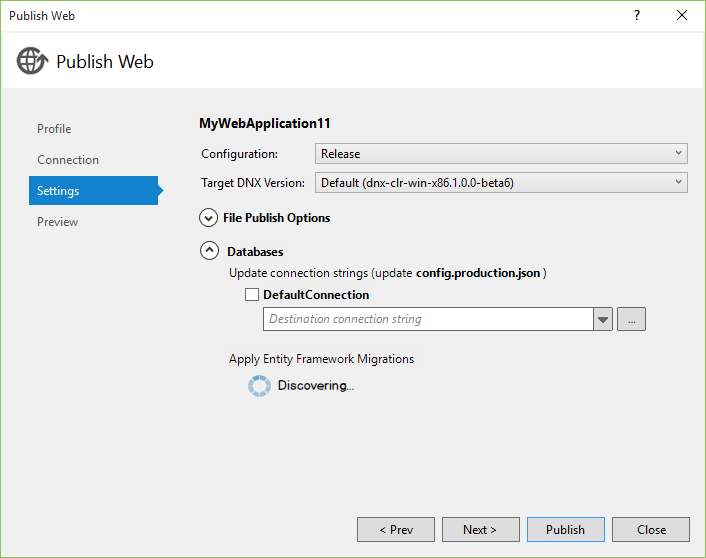 Publish Web
?
Publish Web
Profile
Connection
Settings
Preview
MyWebApplication11
Configuration: Release
Target DNX Version: Default (dnx-clr-win-x86.1.0.0-beta6)
File Publish Options
Databases
Update connection strings (update config.production.json )
DefaultConnection
Destination connection string
...
Apply Entity Framework Migrations
Discovering...
< Prev Next > Publish Close